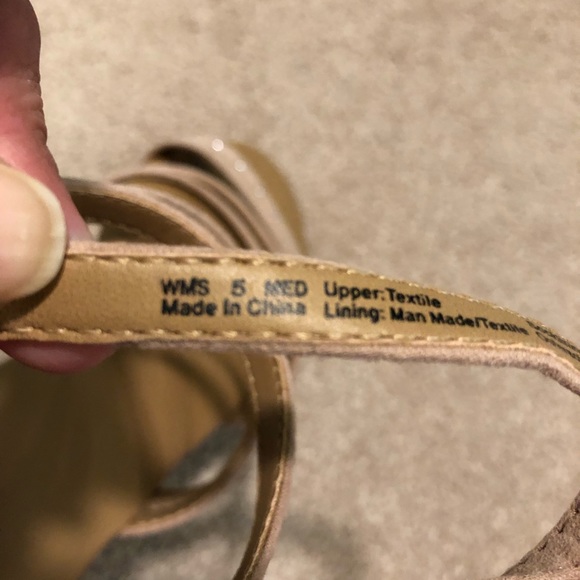 WMS 5 MED Upper:Textile
Made In China Lining: Man Made/Textile